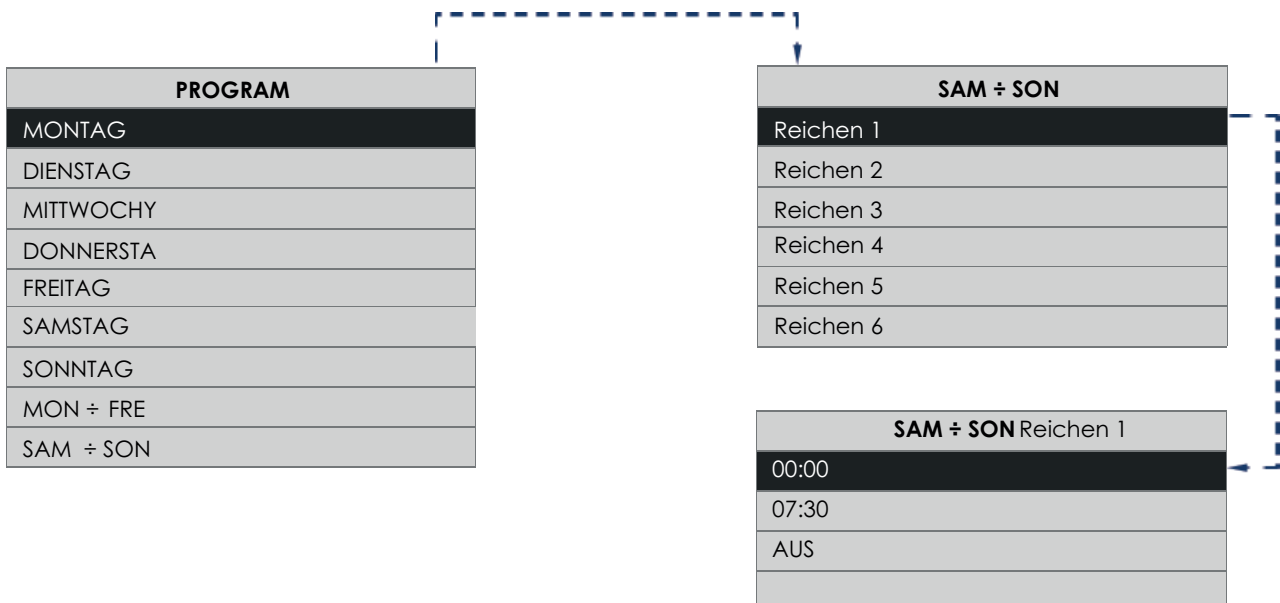 PROGRAM
MONTAG
DIENSTAG
MITTWOCHY
DONNERSTA
FREITAG
SAMSTAG
SONNTAG
MON ÷ FRE
SAM ÷ SON
SAM ÷ SON
Reichen 1
Reichen 2
Reichen 3
Reichen 4
Reichen 5
Reichen 6
SAM ÷ SON Reichen 1
00:00
07:30
AUS